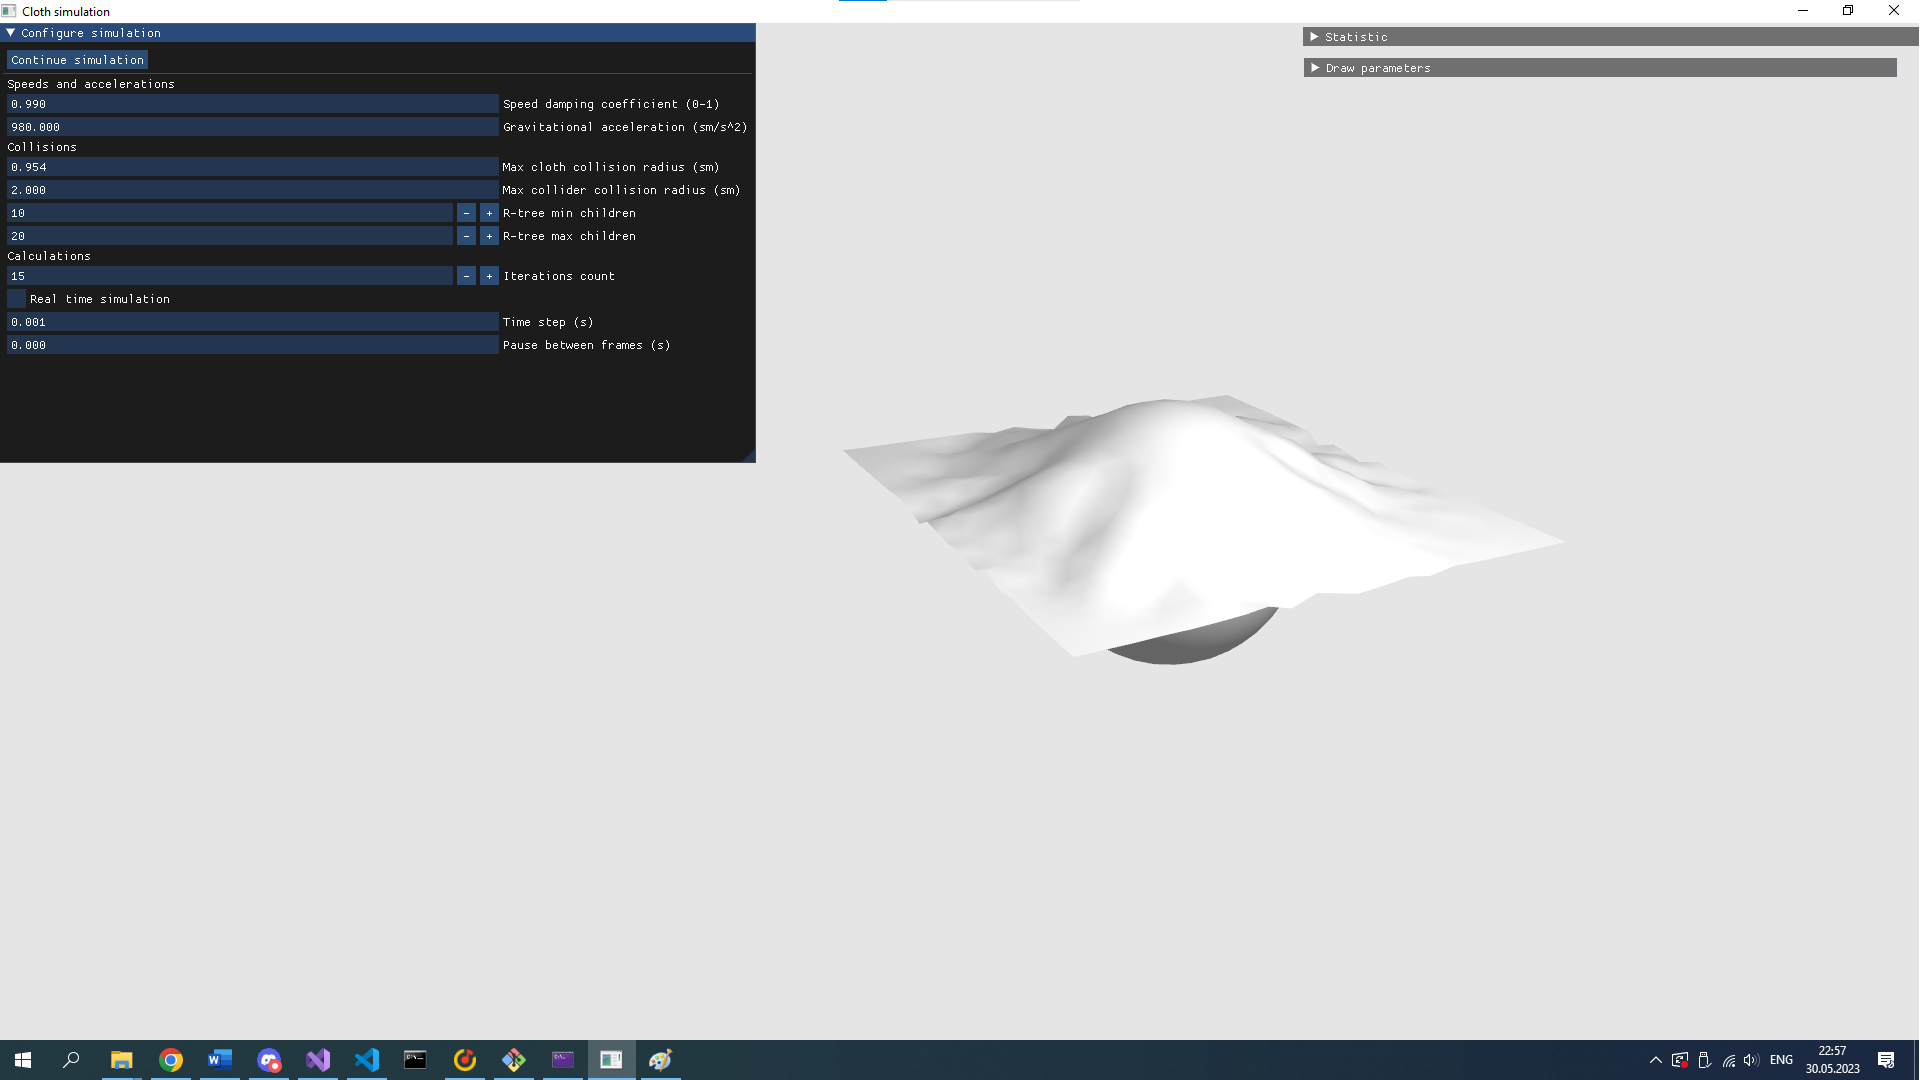 Cloth simulation
Configure simulation
Continue simulation
Speeds and accelerations
0.990 Speed damping coefficient (0-1)
980.000 Gravitational acceleration (sm/s^2)
Collisions
0.954 Max cloth collision radius (sm)
2.000 Max collider collision radius (sm)
10 - + R-tree min children
20 - + R-tree max children
Calculations
15 - + Iterations count
Real time simulation
0.001 Time step (s)
0.000 Pause between frames (s)
Statistic
Draw parameters
ENG
22:57
30.05.2023